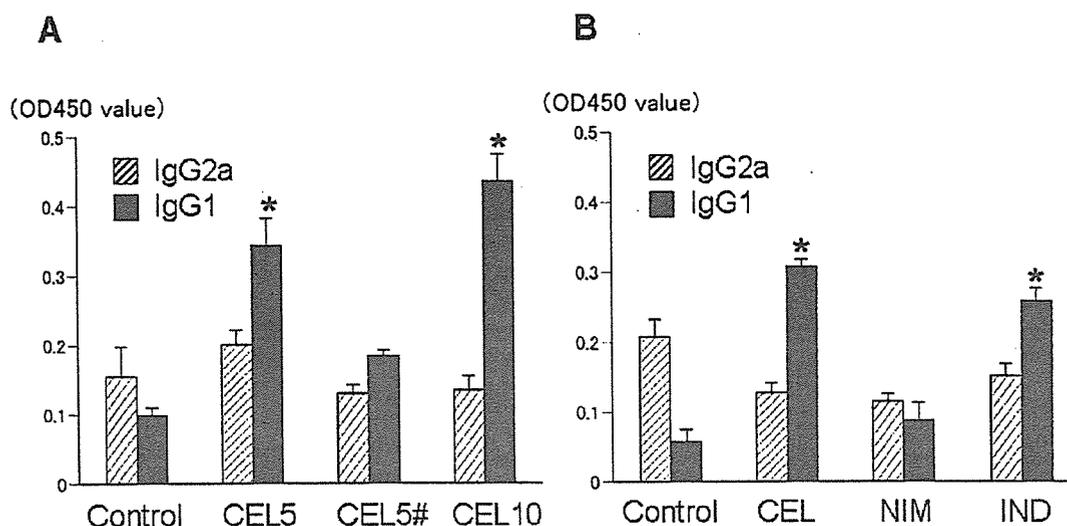 A
(OD450 value)
0.5
0.4
0.3
0.2
0.1
0
IgG2a
IgG1
*
*
Control CEL5 CEL5# CEL10
B
(OD450 value)
0.5
0.4
0.3
0.2
0.1
0
IgG2a
IgG1
*
*
Control CEL NIM IND